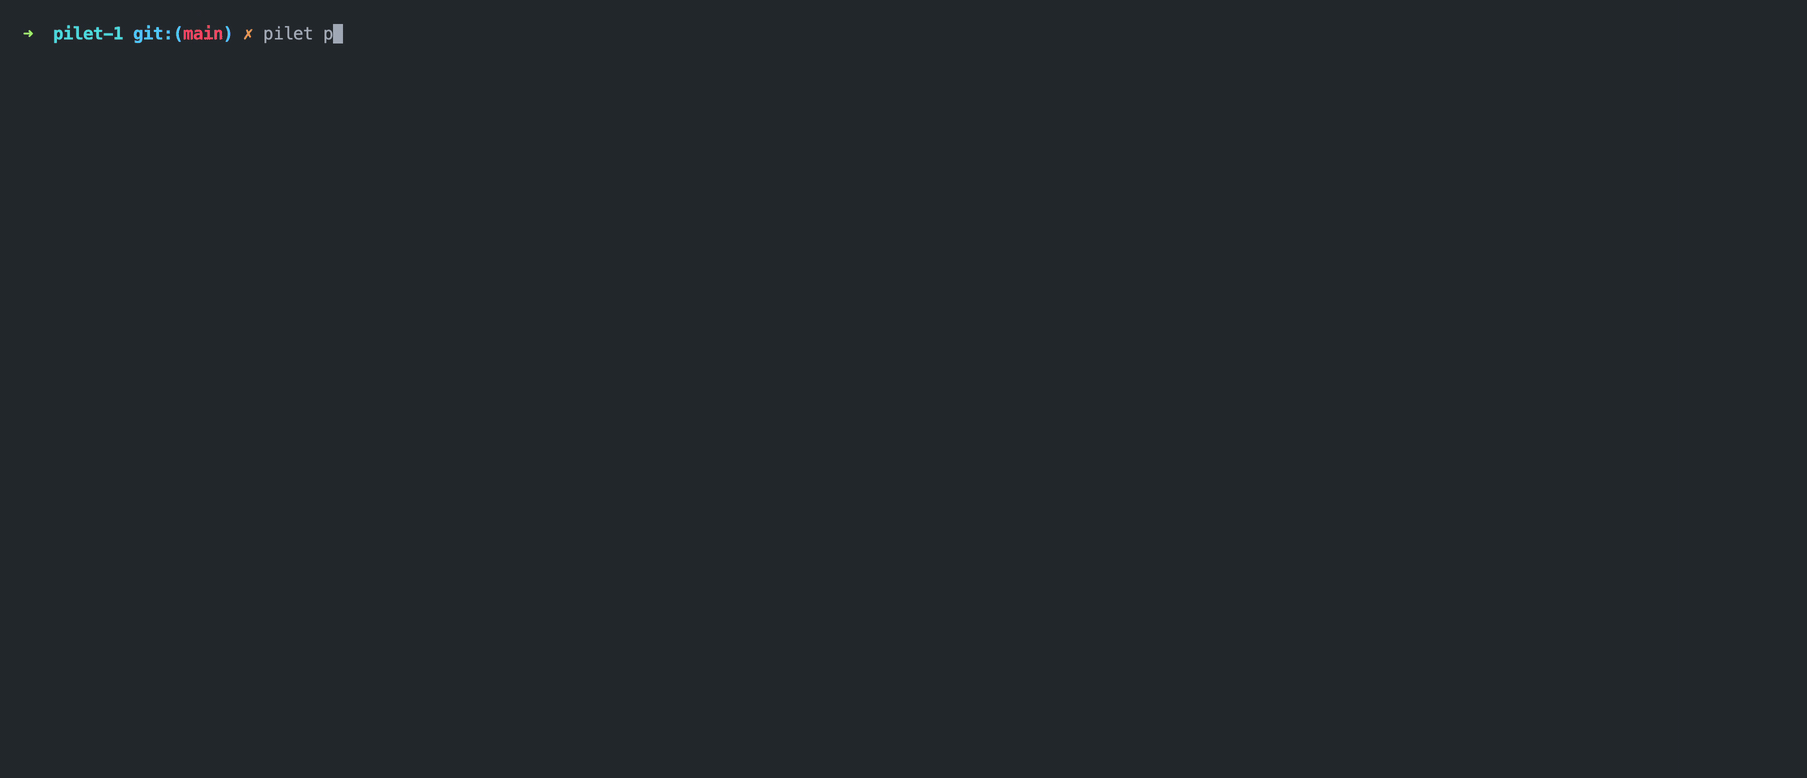 ➜  pilet-1 git:(main) ✗ pilet p